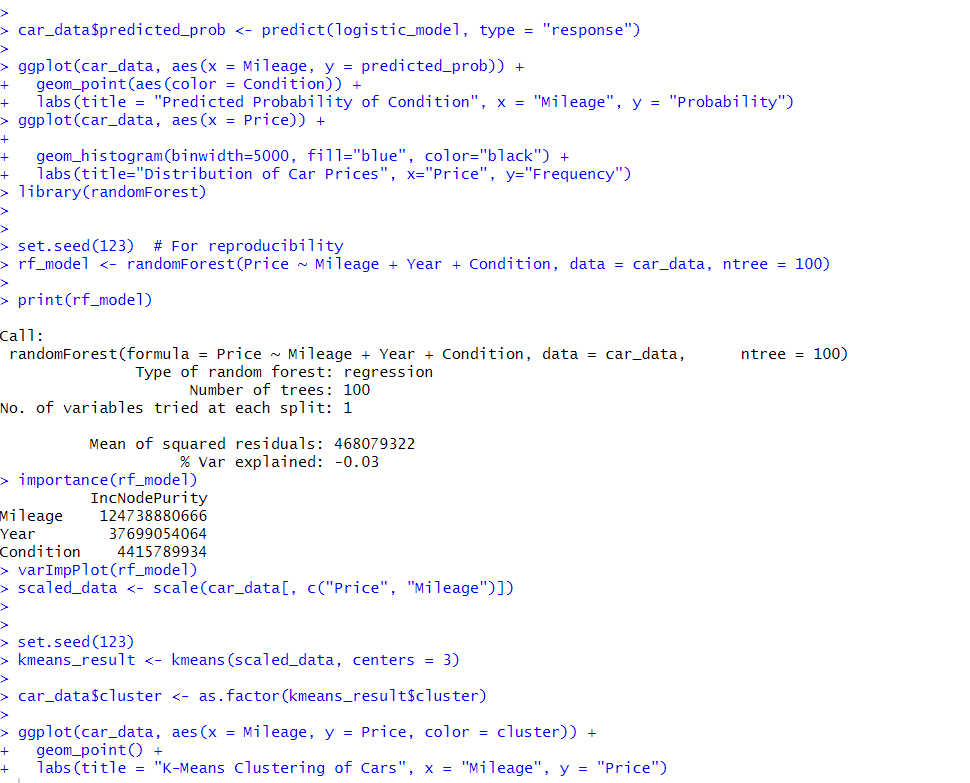 >
> car_data$predicted_prob <- predict(logistic_model, type = "response")
>
> ggplot(car_data, aes(x = Mileage, y = predicted_prob)) +
+   geom_point(aes(color = Condition)) +
+   labs(title = "Predicted Probability of Condition", x = "Mileage", y = "Probability")
> ggplot(car_data, aes(x = Price)) +
+
+   geom_histogram(binwidth=5000, fill="blue", color="black") +
+   labs(title="Distribution of Car Prices", x="Price", y="Frequency")
> library(randomForest)
>
>
> set.seed(123)  # For reproducibility
> rf_model <- randomForest(Price ~ Mileage + Year + Condition, data = car_data, ntree = 100)
>
> print(rf_model)

Call:
 randomForest(formula = Price ~ Mileage + Year + Condition, data = car_data,      ntree = 100)
               Type of random forest: regression
                     Number of trees: 100
No. of variables tried at each split: 1

          Mean of squared residuals: 468079322
                    % Var explained: -0.03
> importance(rf_model)
          IncNodePurity
Mileage    124738880666
Year        37699054064
Condition    4415789934
> varImpPlot(rf_model)
> scaled_data <- scale(car_data[, c("Price", "Mileage")])
>
>
> set.seed(123)
> kmeans_result <- kmeans(scaled_data, centers = 3)
>
> car_data$cluster <- as.factor(kmeans_result$cluster)
>
> ggplot(car_data, aes(x = Mileage, y = Price, color = cluster)) +
+   geom_point() +
+   labs(title = "K-Means Clustering of Cars", x = "Mileage", y = "Price")